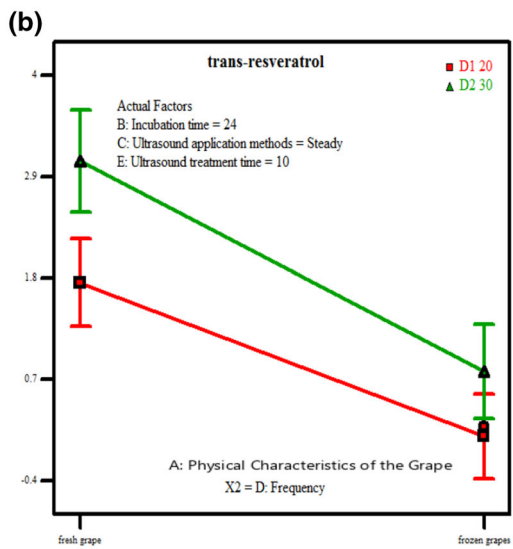 (b)
trans-resveratrol
D1 20
D2 30
Actual Factors
B: Incubation time = 24
C: Ultrasound application methods = Steady
E: Ultrasound treatment time = 10
4
2.9
1.8
0.7
-0.4
A: Physical Characteristics of the Grape
X2 = D: Frequency
fresh grape
frozen grapes